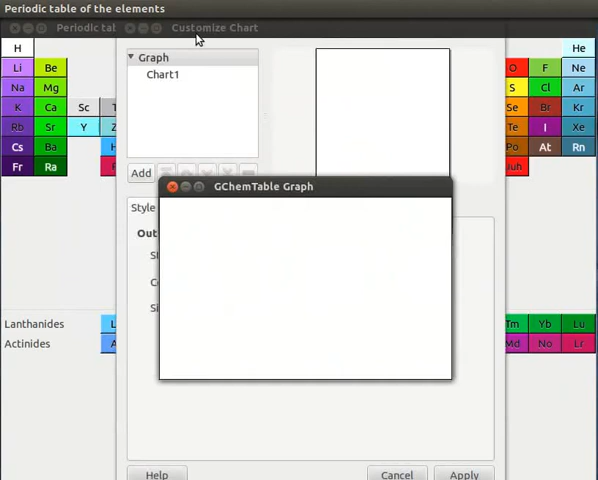 Periodic table of the elements
Periodic tal Customize Chart
H He
Graph
Li Be O F Ne
Chart1
Na Mg S Cl Ar
K Ca Sc Se Br Kr
Rb Sr Y Te I Xe
Cs Ba Po At Rn
Fr Ra
Add
GChemTable Graph
Style
Lanthanides Tm Yb Lu
Actinides Md No Lr
Help Cancel Apply